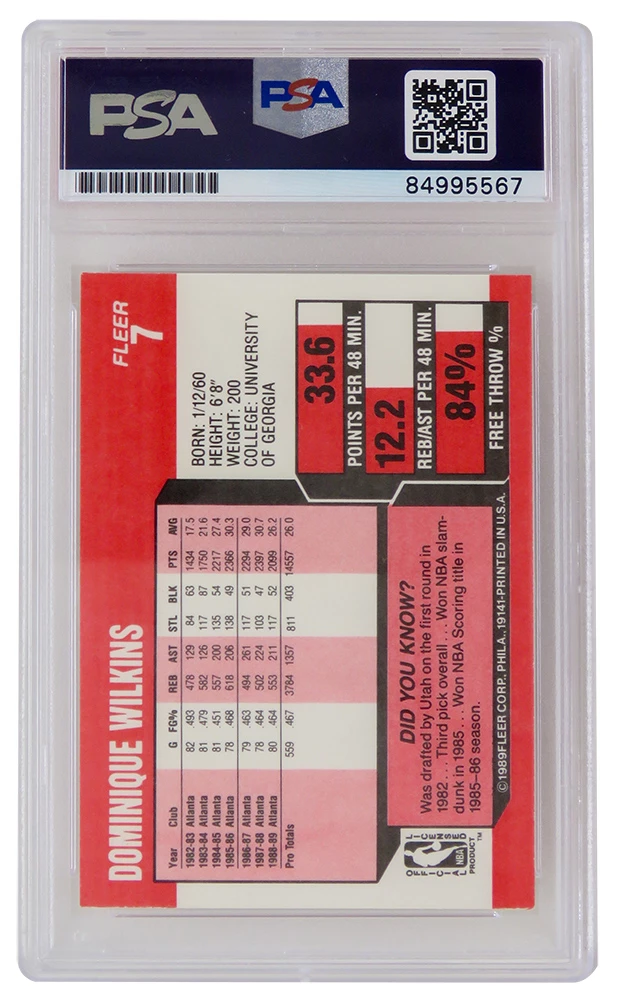 PSA
PSA
84995567
FLEER
7
DOMINIQUE WILKINS
BORN: 1/12/60
HEIGHT: 6'8"
WEIGHT: 200
COLLEGE: UNIVERSITY
OF GEORGIA
Year Club G FG% REB AST STL BLK PTS AVG
1982-83 Atlanta 82 .493 478 129 84 63 1434 17.5
1983-84 Atlanta 81 .479 582 126 117 87 1750 21.6
1984-85 Atlanta 81 .451 557 200 135 54 2217 27.4
1985-86 Atlanta 78 .468 618 206 138 49 2366 30.3
1986-87 Atlanta 79 .463 494 261 117 51 2294 29.0
1987-88 Atlanta 78 .464 502 224 103 47 2397 30.7
1988-89 Atlanta 80 .464 553 211 117 52 2099 26.2
Pro Totals 559 .467 3784 1357 811 403 14557 26.0
33.6
POINTS PER 48 MIN.
12.2
REB/AST PER 48 MIN.
84%
FREE THROW %
DID YOU KNOW?
Was drafted by Utah on the first round in
1982 . . . Third pick overall . . . Won NBA slam-
dunk in 1985 . . . Won NBA Scoring title in
1985-86 season.
OFFICIAL LICENSED
NBA
PRODUCT ™
©1989 FLEER CORP., PHILA., 19141-PRINTED IN U.S.A.